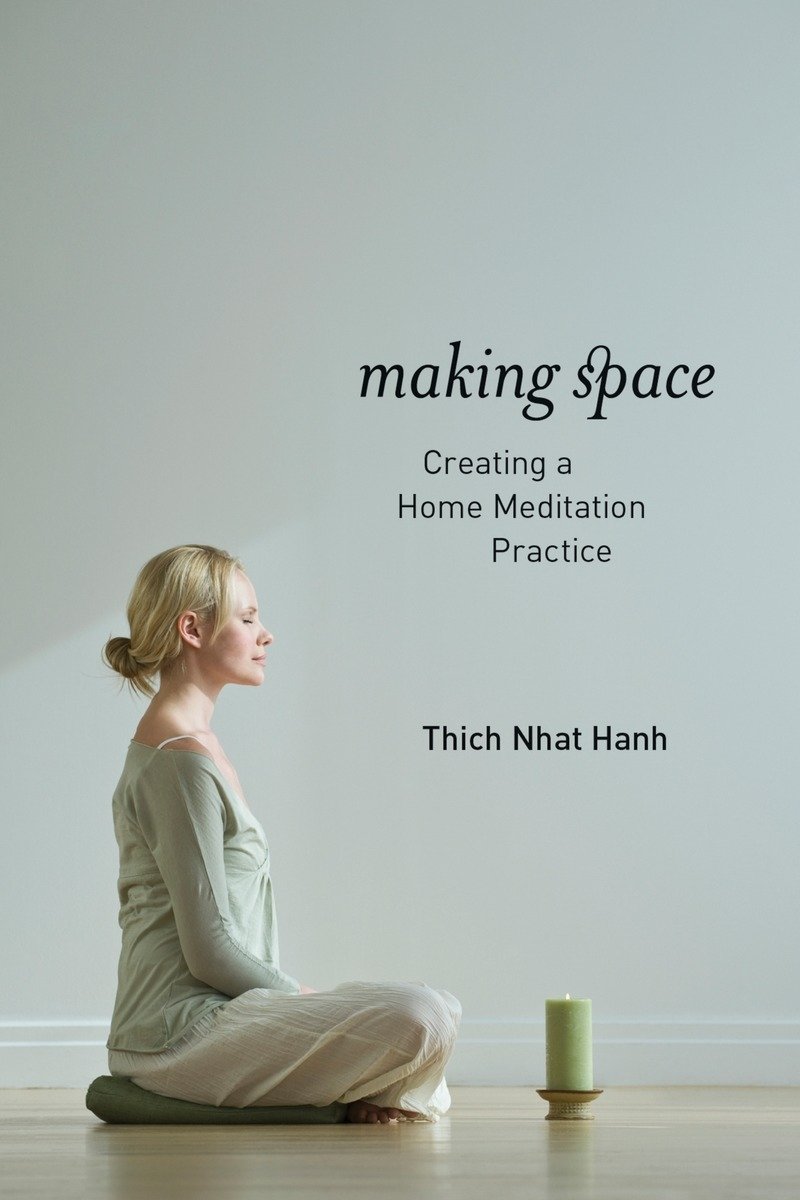 making space
Creating a
Home Meditation
Practice
Thich Nhat Hanh